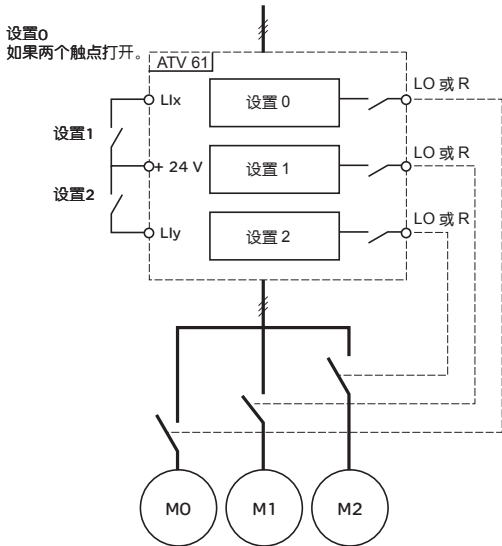 设置0
如果两个触点打开。
ATV 61
LIx
设置 0
LO 或 R
设置1
+ 24 V
设置 1
LO 或 R
设置2
LIy
设置 2
LO 或 R
M0
M1
M2